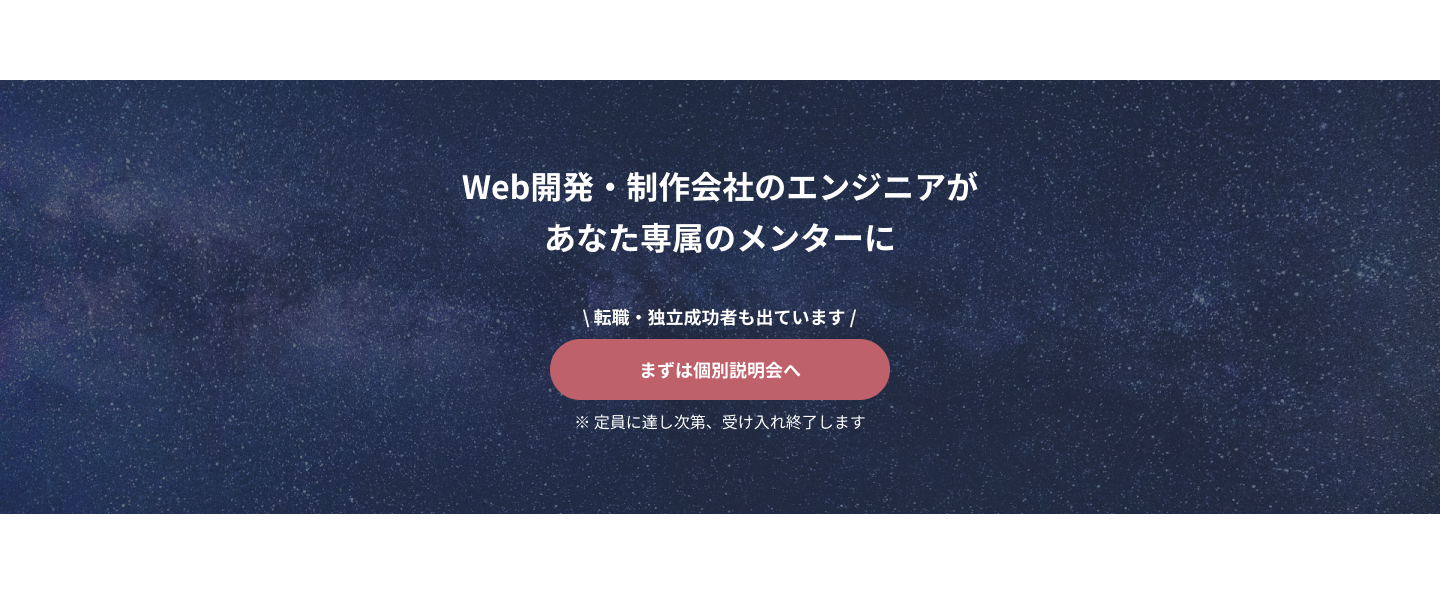 Web開発・制作会社のエンジニアが
あなた専属のメンターに
\ 転職・独立成功者も出ています /
まずは個別説明会へ
※ 定員に達し次第、受け入れ終了します